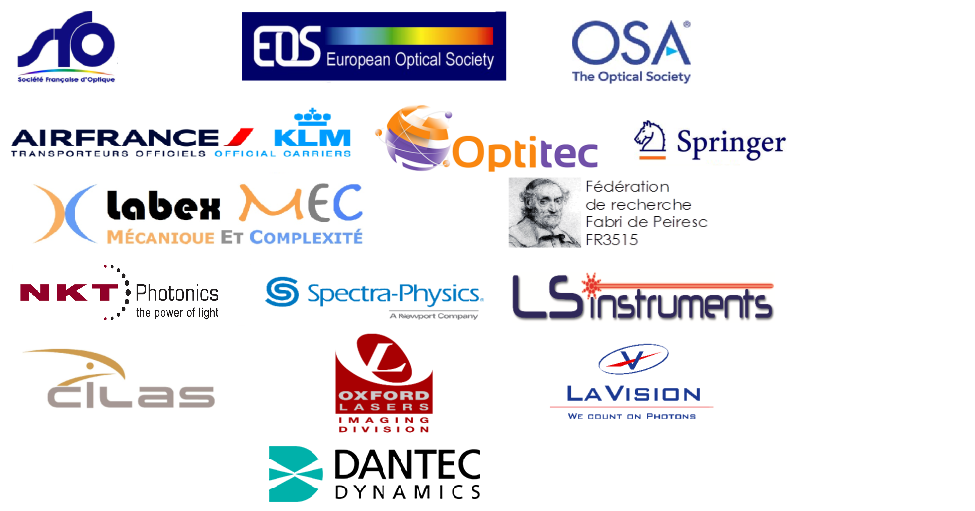 sfo
Société Française d'Optique
EOS
European Optical Society
OSA®
The Optical Society
AIRFRANCE KLM
TRANSPORTEURS OFFICIELS OFFICIAL CARRIERS
Optitec
Springer
Labex MEC
MÉCANIQUE ET COMPLEXITÉ
Fédération
de recherche
Fabri de Peiresc
FR3515
NKT Photonics
the power of light
Spectra-Physics®
A Newport Company
LS instruments
cilas
L
OXFORD
LASERS
IMAGING
DIVISION
V
LAVISION
WE COUNT ON PHOTONS
DANTEC
DYNAMICS